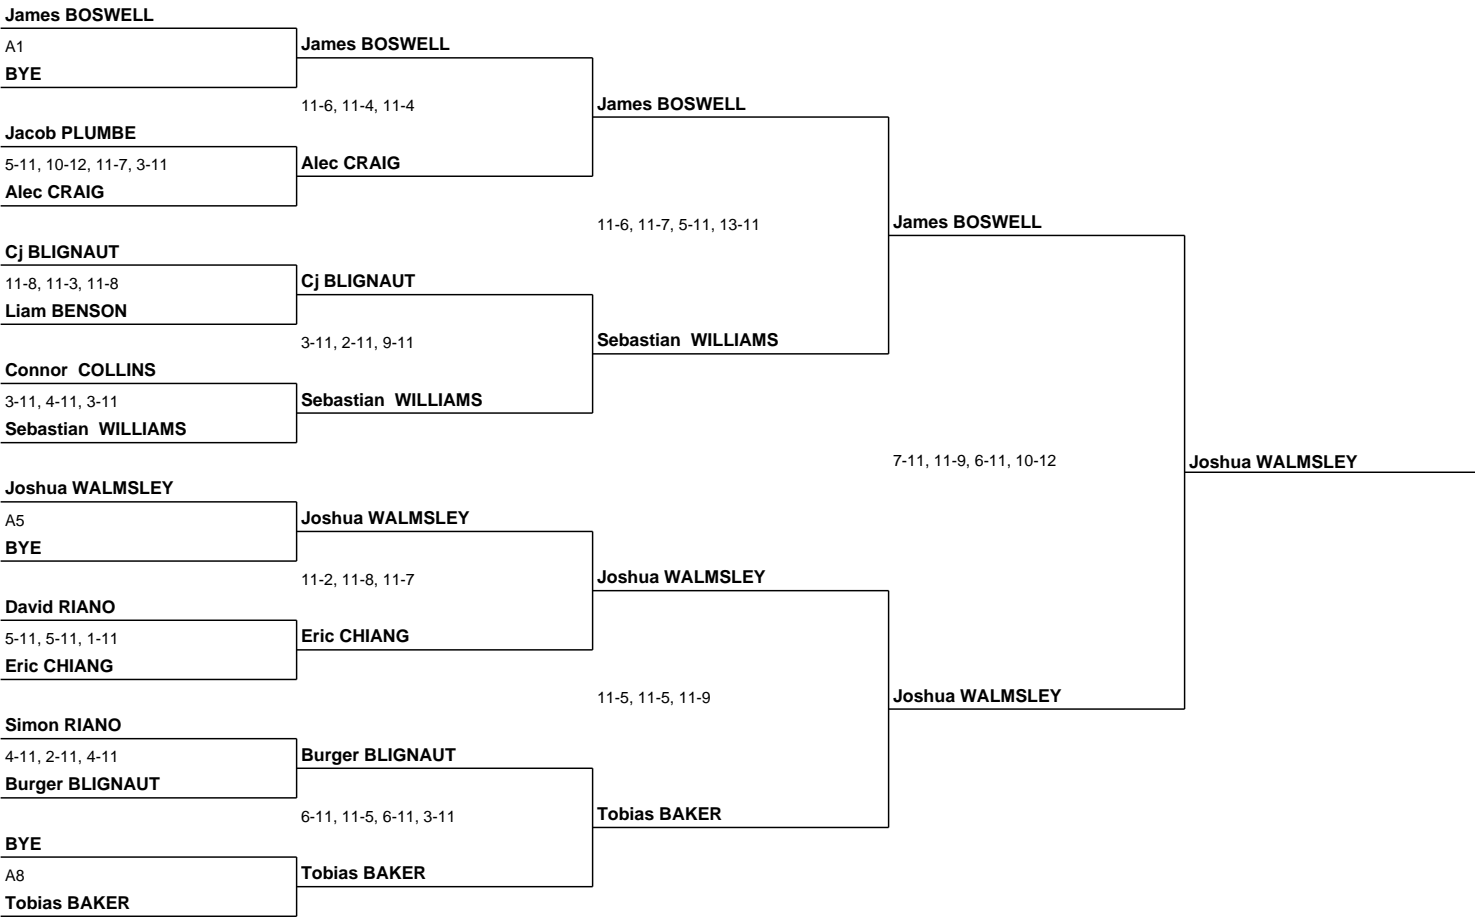 James BOSWELL
A1
BYE
James BOSWELL
11-6, 11-4, 11-4
James BOSWELL
Jacob PLUMBE
5-11, 10-12, 11-7, 3-11
Alec CRAIG
Alec CRAIG
11-6, 11-7, 5-11, 13-11
James BOSWELL
Cj BLIGNAUT
11-8, 11-3, 11-8
Liam BENSON
Cj BLIGNAUT
3-11, 2-11, 9-11
Sebastian  WILLIAMS
Connor  COLLINS
3-11, 4-11, 3-11
Sebastian  WILLIAMS
Sebastian  WILLIAMS
7-11, 11-9, 6-11, 10-12
Joshua WALMSLEY
Joshua WALMSLEY
A5
BYE
Joshua WALMSLEY
11-2, 11-8, 11-7
Joshua WALMSLEY
David RIANO
5-11, 5-11, 1-11
Eric CHIANG
Eric CHIANG
11-5, 11-5, 11-9
Joshua WALMSLEY
Simon RIANO
4-11, 2-11, 4-11
Burger BLIGNAUT
Burger BLIGNAUT
6-11, 11-5, 6-11, 3-11
Tobias BAKER
BYE
A8
Tobias BAKER
Tobias BAKER